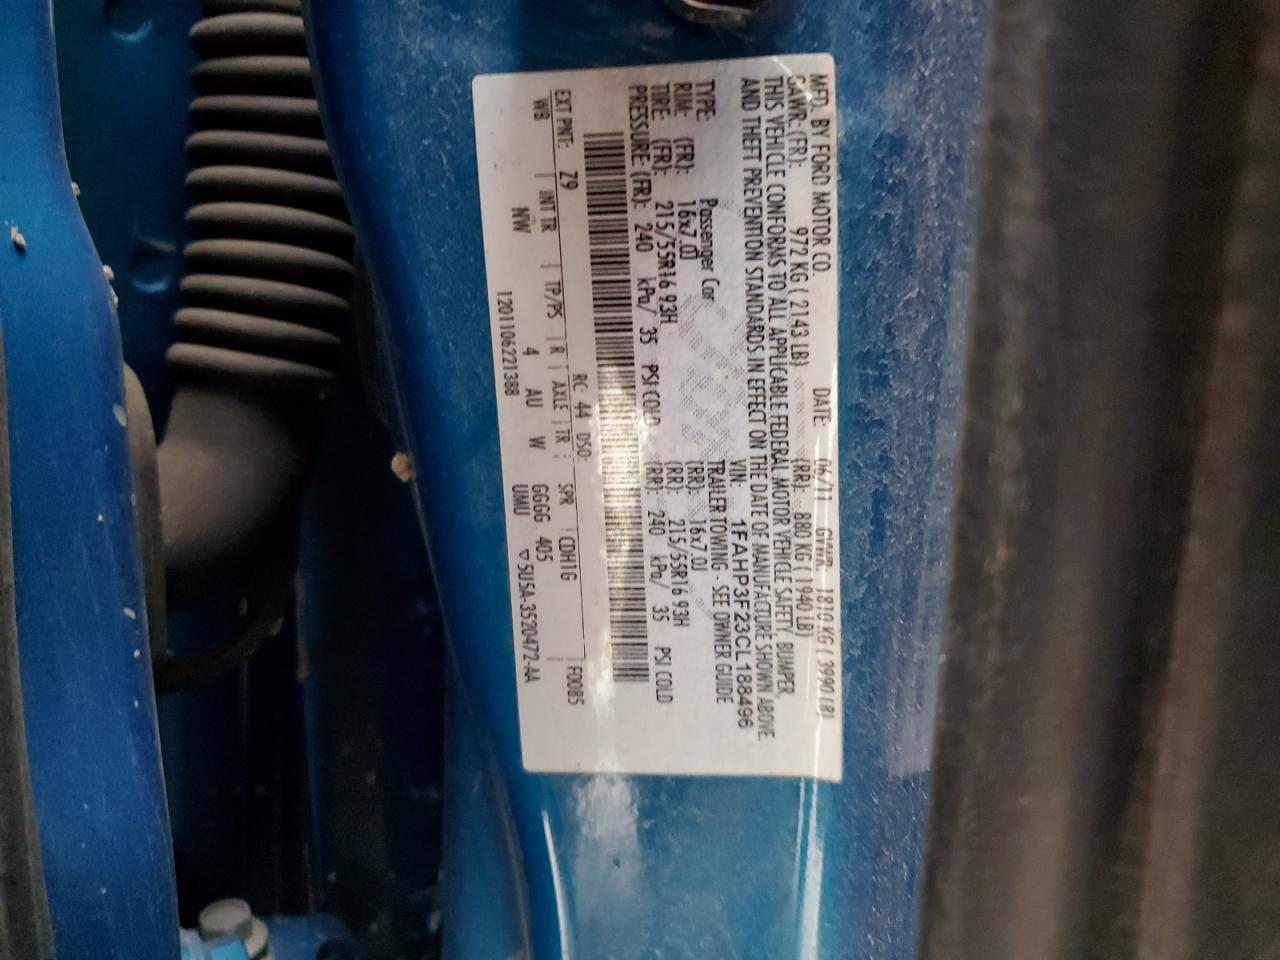 MFD. BY FORD MOTOR CO.
DATE: 06/11 GVWR: 1810 KG ( 3990 LB)
GAWR: (FR): 972 KG ( 2143 LB) (RR): 880 KG ( 1940 LB)
THIS VEHICLE CONFORMS TO ALL APPLICABLE FEDERAL MOTOR VEHICLE SAFETY, BUMPER,
AND THEFT PREVENTION STANDARDS IN EFFECT ON THE DATE OF MANUFACTURE SHOWN ABOVE.
VIN: 1FAHP3F23CL188496
TYPE: Passenger Car TRAILER TOWING - SEE OWNER GUIDE
RIM: (FR): 16x7.0J (RR): 16x7.0J
TIRE: (FR): 215/55R16 93H (RR): 215/55R16 93H
PRESSURE: (FR): 240 kPa/ 35 PSI COLD (RR): 240 kPa/ 35 PSI COLD
RC: 44 DSO: F0085
EXT PNT: Z9
WB | INT TR | TP/PS | R | AXLE | TR | SPR | CDH1G
NW 4 AU W GGGG 405
1201106221388 UMU ▽5U5A-3520472-AA